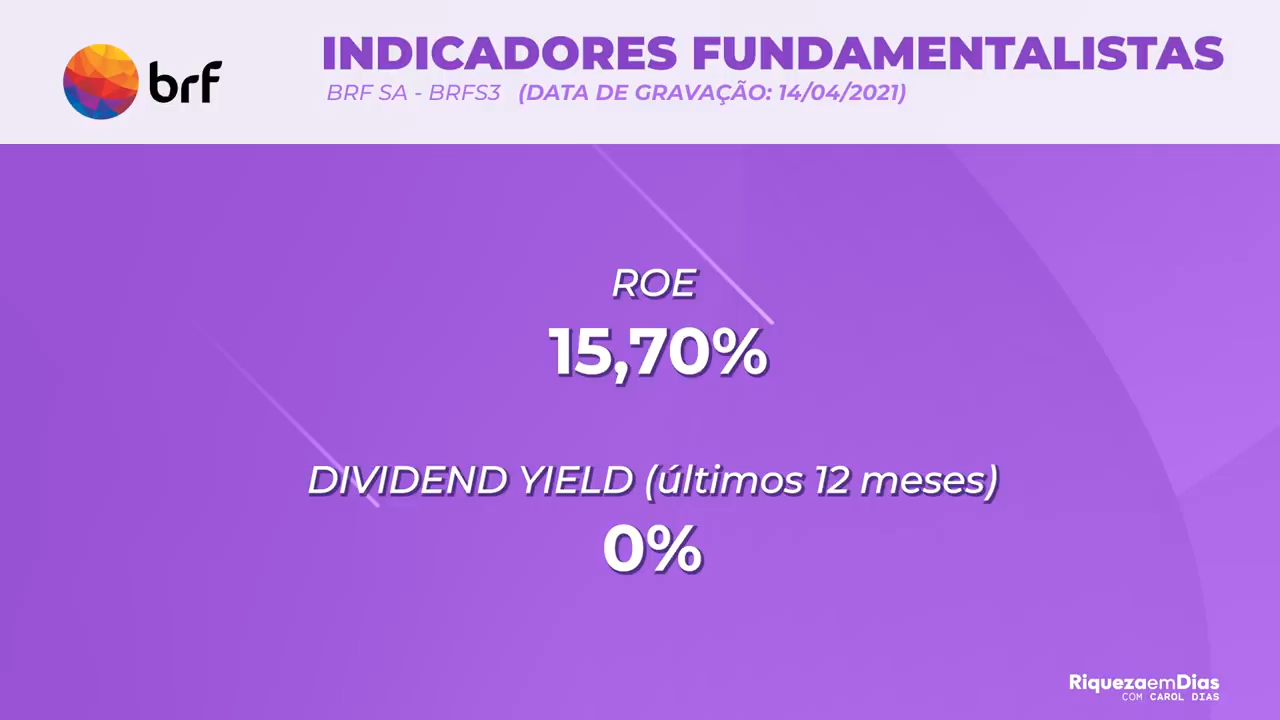 brf
INDICADORES FUNDAMENTALISTAS
BRF SA - BRFS3 (DATA DE GRAVAÇÃO: 14/04/2021)
ROE
15,70%
DIVIDEND YIELD (últimos 12 meses)
0%
RiquezaemDias
COM CAROL DIAS